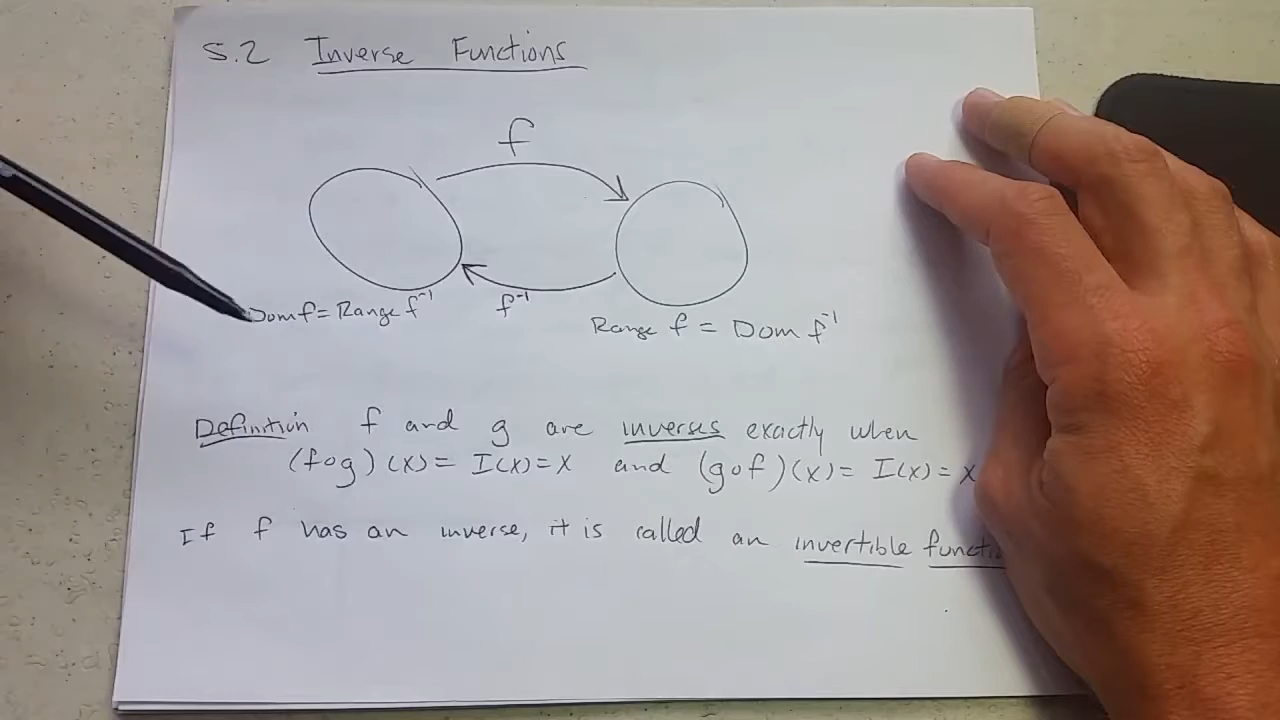 5.2 Inverse Functions
f
f⁻¹
Dom f = Range f⁻¹
Range f = Dom f⁻¹
Definition f and g are inverses exactly when
(f∘g)(x) = I(x) = x and (g∘f)(x) = I(x) = x
If f has an inverse, it is called an invertible